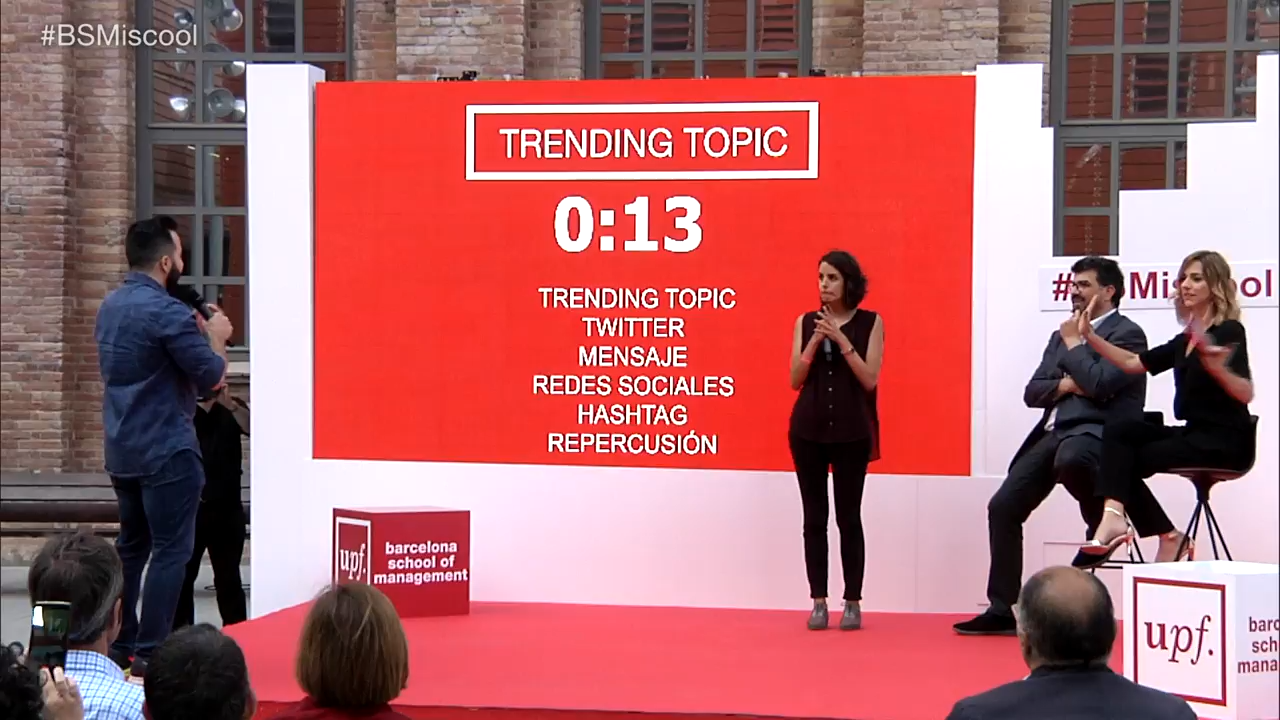 #BSMiscool
TRENDING TOPIC
0:13
TRENDING TOPIC
TWITTER
MENSAJE
REDES SOCIALES
HASHTAG
REPERCUSIÓN
upf.
barcelona
school of
management
upf.